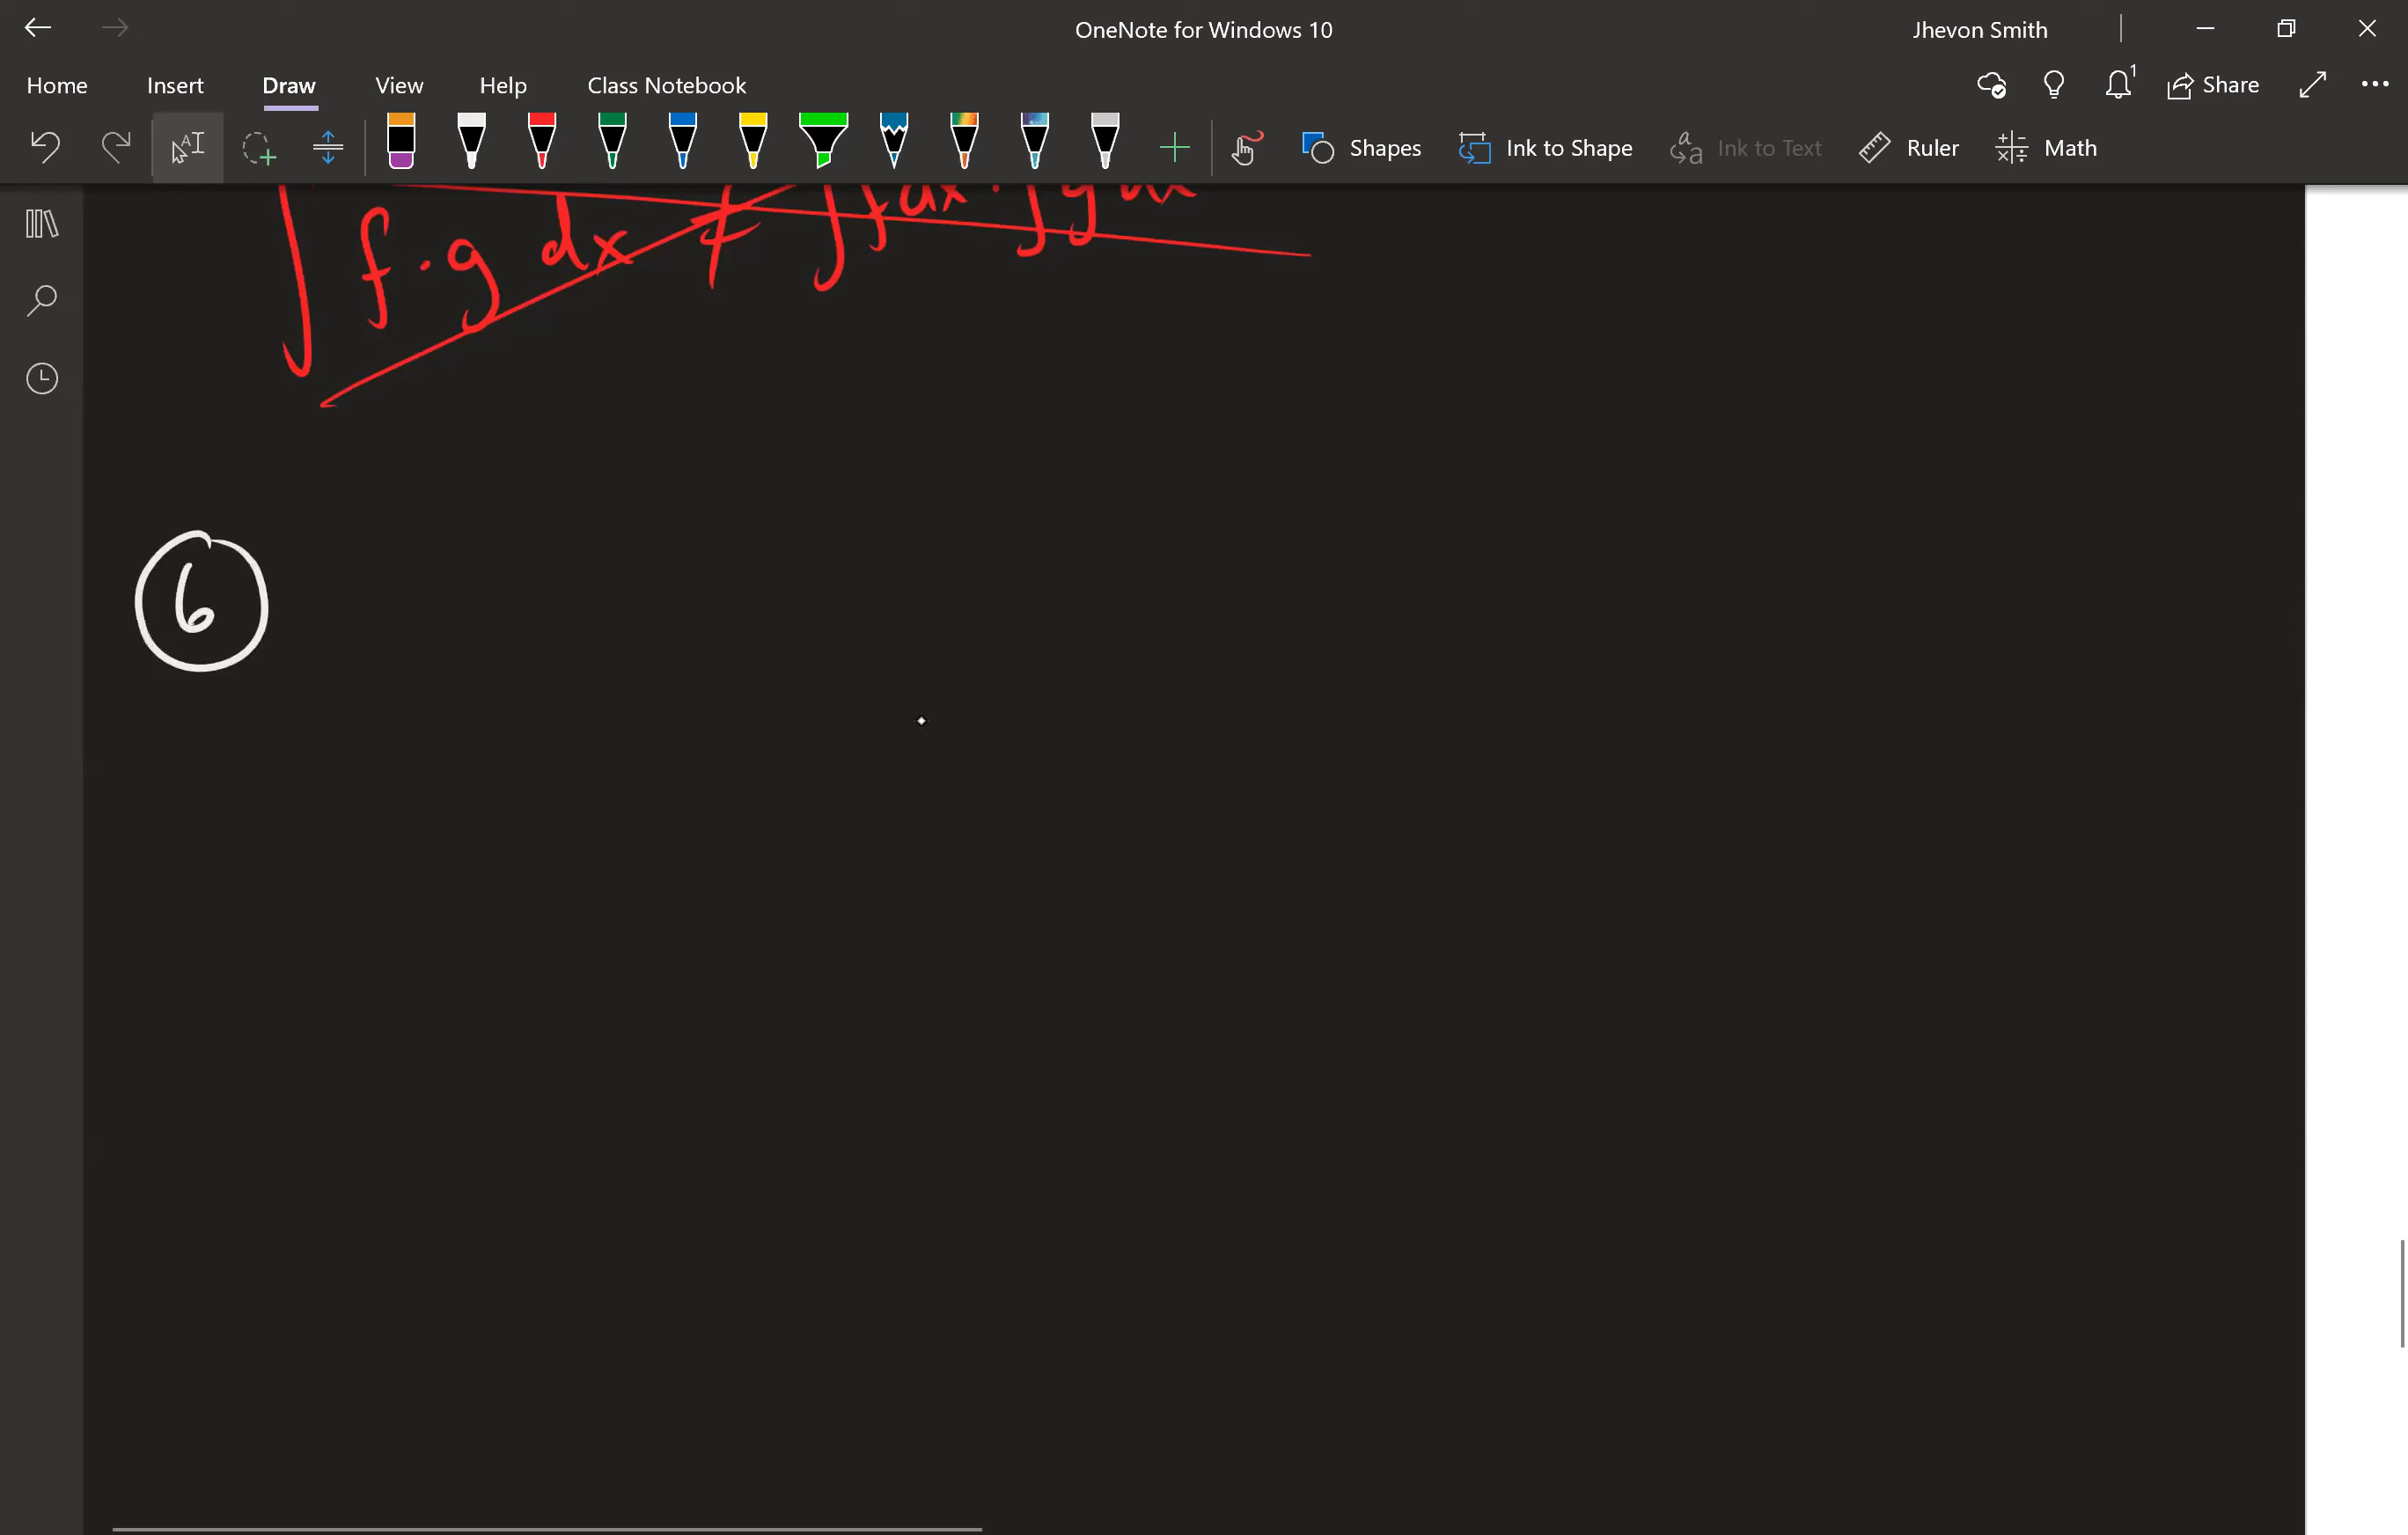 OneNote for Windows 10
Jhevon Smith
Home Insert Draw View Help Class Notebook
1
Share
Shapes Ink to Shape Ink to Text Ruler Math
∫ f·g dx ≠ ∫ f dx · ∫ g dx
6